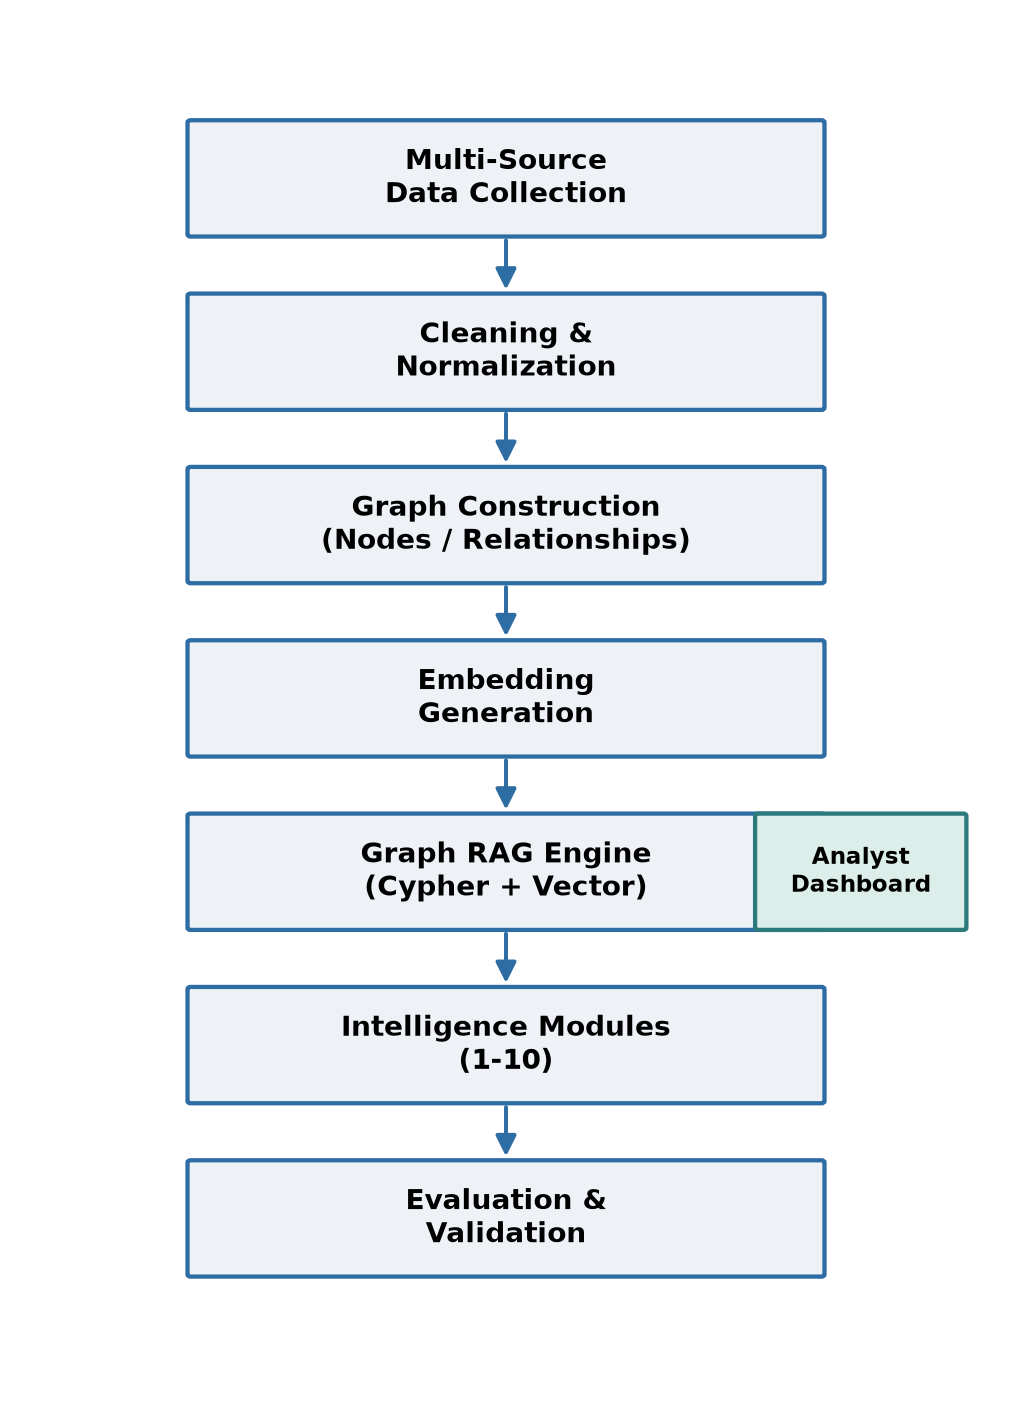 Multi-Source
Data Collection
Cleaning &
Normalization
Graph Construction
(Nodes / Relationships)
Embedding
Generation
Graph RAG Engine
(Cypher + Vector)
Analyst
Dashboard
Intelligence Modules
(1-10)
Evaluation &
Validation